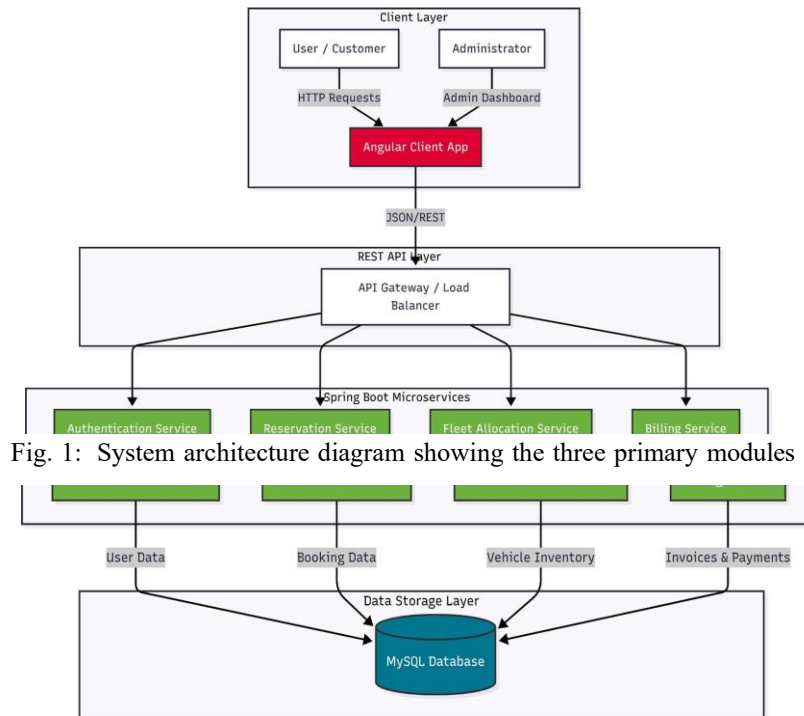 Client Layer
User / Customer
Administrator
HTTP Requests
Admin Dashboard
Angular Client App
JSON/REST
REST API Layer
API Gateway / Load
Balancer
Spring Boot Microservices
Authentication Service
Reservation Service
Fleet Allocation Service
Billing Service
Fig. 1: System architecture diagram showing the three primary modules
User Data
Booking Data
Vehicle Inventory
Invoices & Payments
Data Storage Layer
MySQL Database